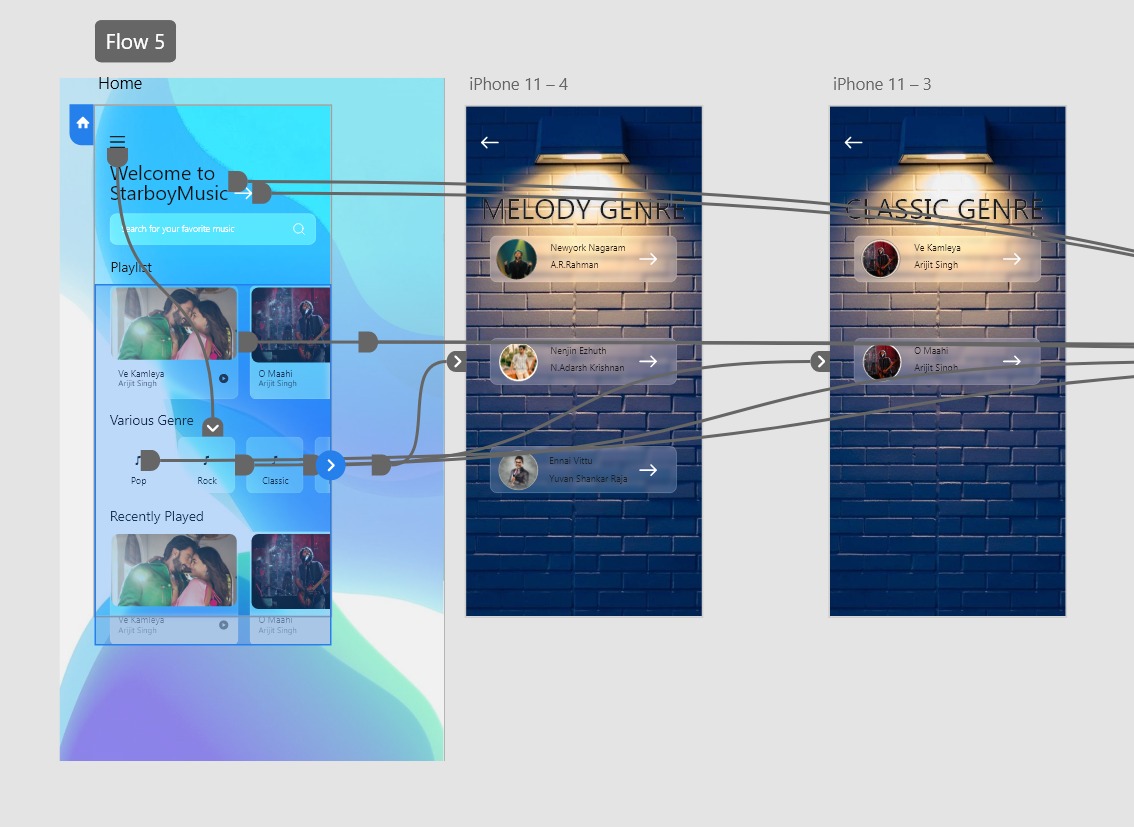 Flow 5
Home
Welcome to
StarboyMusic
Search for your favorite music
Playlist
Ve Kamleya
Arijit Singh
O Maahi
Arijit Singh
Various Genre
Pop
Rock
Classic
Recently Played
Ve Kamleya
Arijit Singh
O Maahi
Arijit Singh
iPhone 11 – 4
MELODY GENRE
Newyork Nagaram
A.R.Rahman
Nenjin Ezhuth
N.Adarsh Krishnan
Ennai Vittu
Yuvan Shankar Raja
iPhone 11 – 3
CLASSIC GENRE
Ve Kamleya
Arijit Singh
O Maahi
Arijit Singh